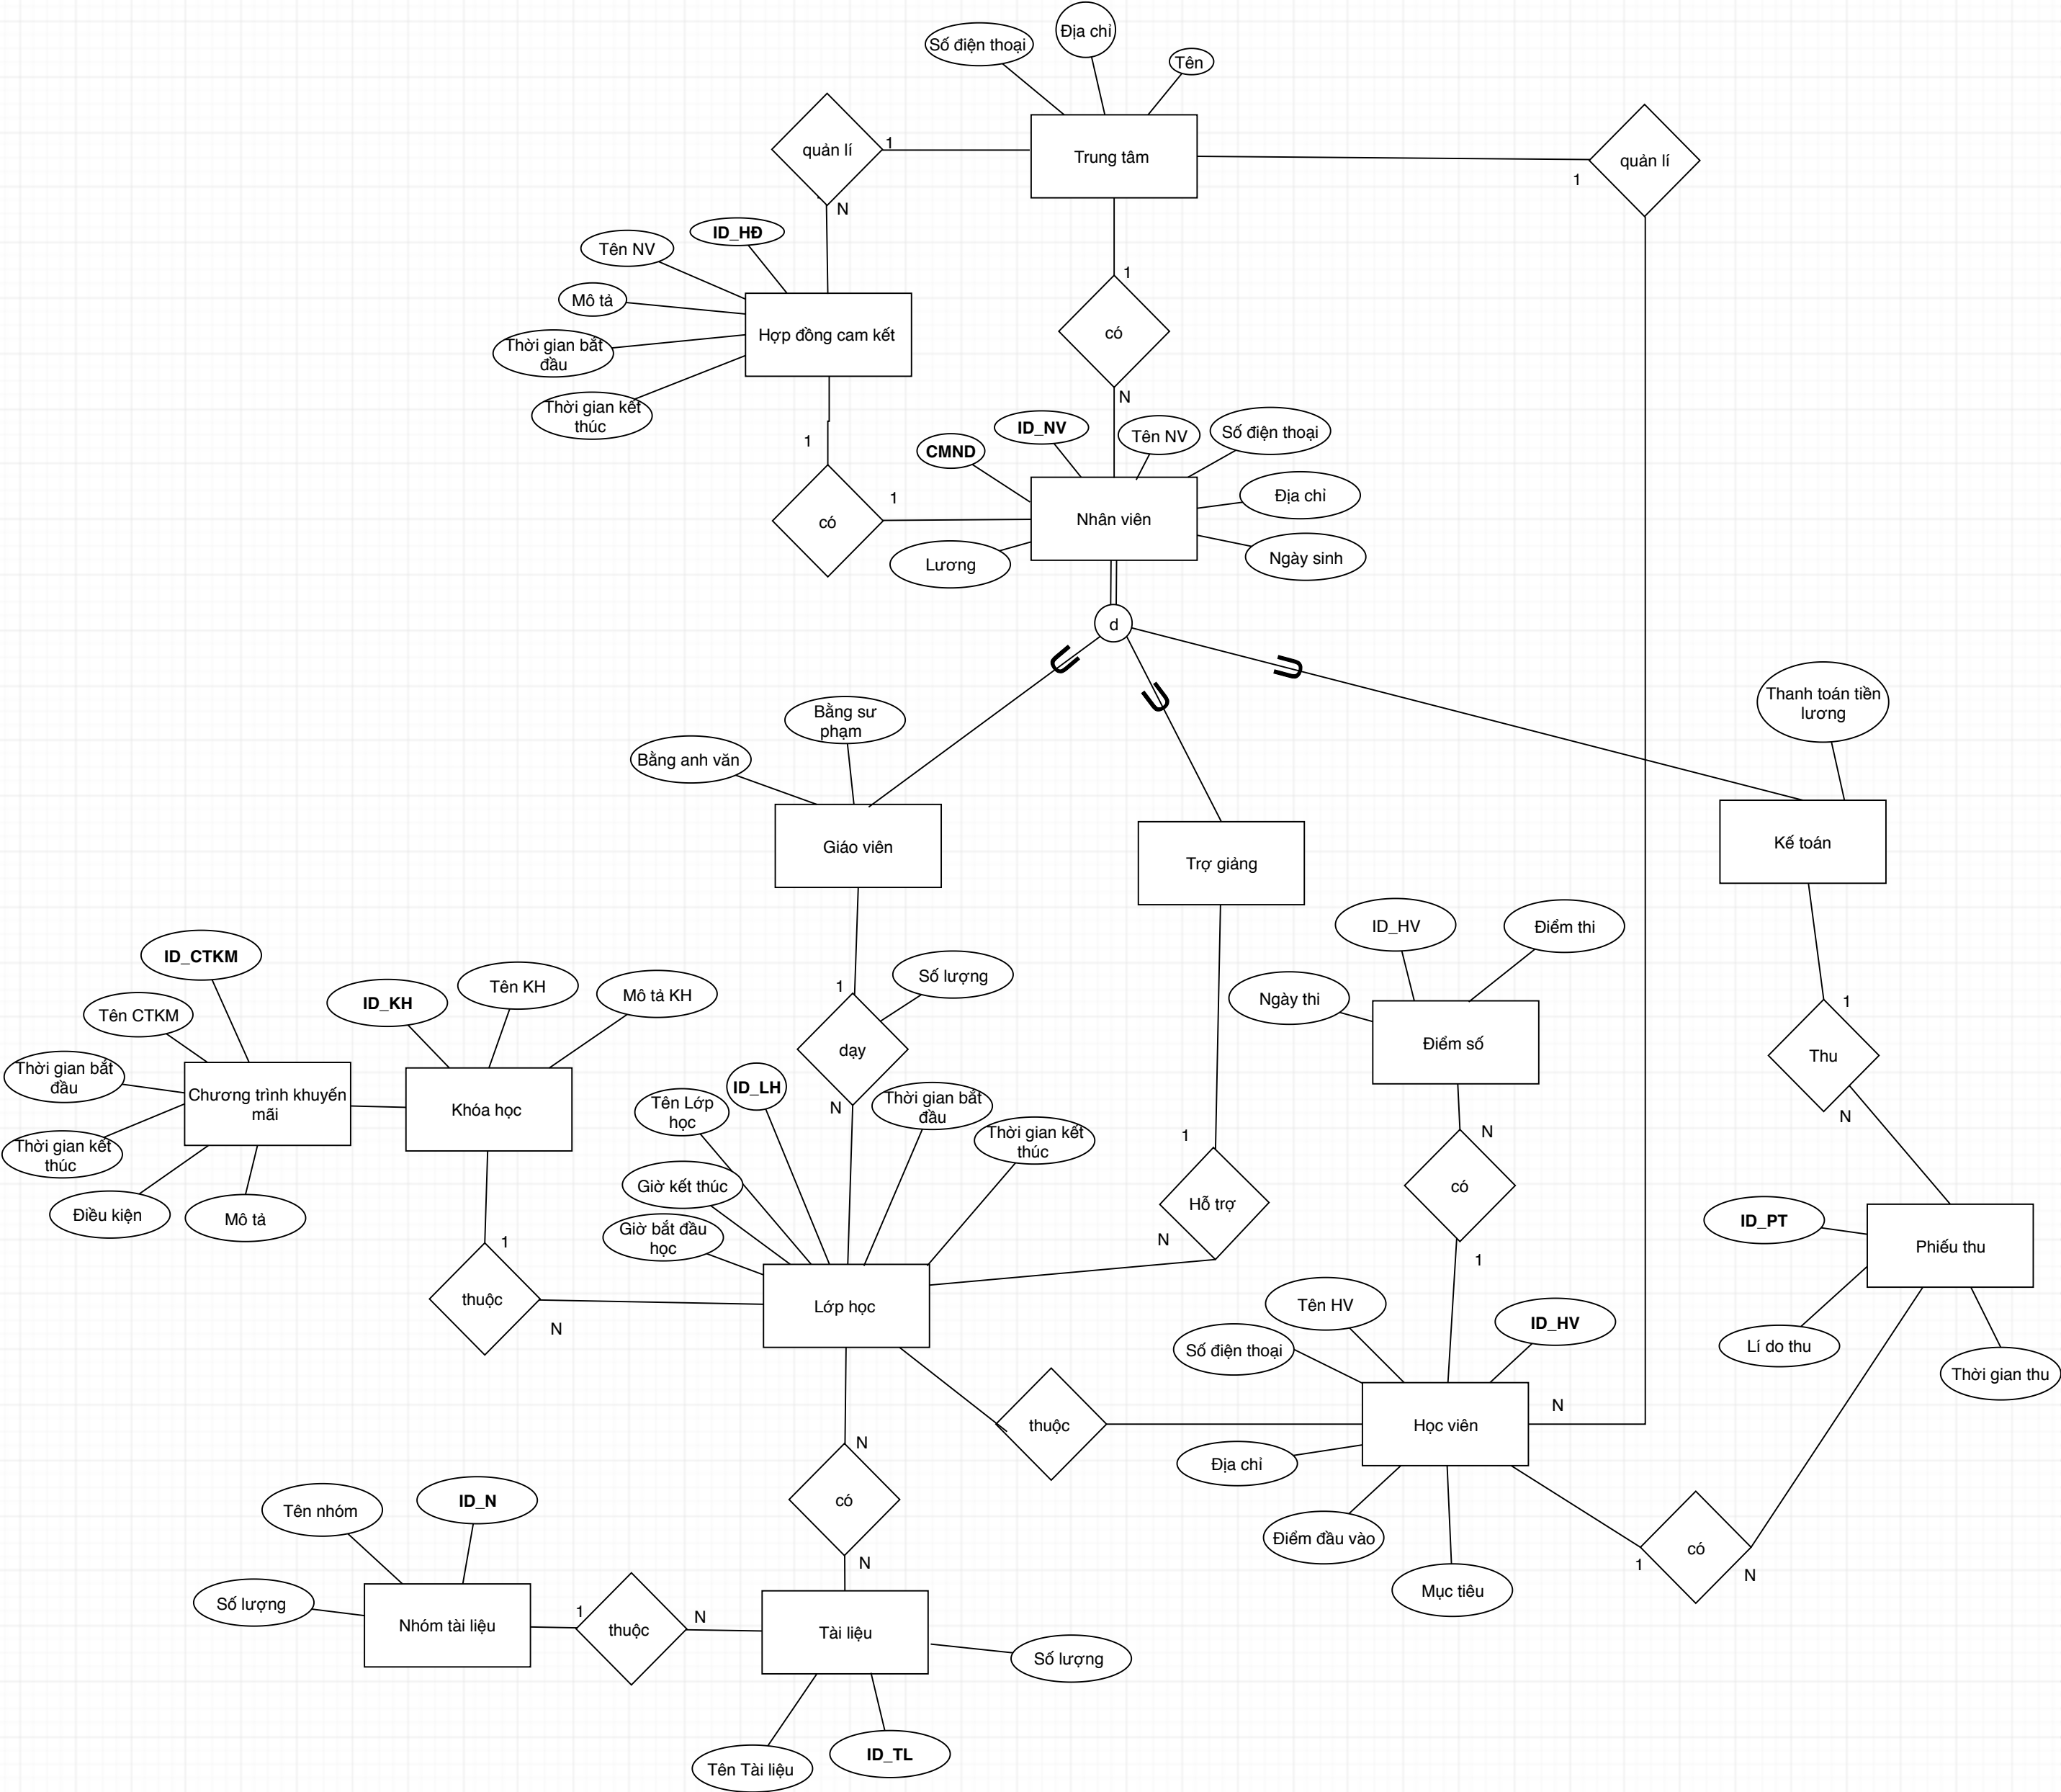 Địa chỉ
Số điện thoại
Tên
quản lí
1
Trung tâm
quản lí
1
N
ID_HĐ
Tên NV
Mô tả
Thời gian bắt
đầu
Thời gian kết
thúc
Hợp đồng cam kết
1
có
N
ID_NV
Tên NV
Số điện thoại
CMND
1
1
có
Nhân viên
Địa chỉ
Ngày sinh
Lương
d
Thanh toán tiền
lương
Bằng sư
phạm
Bằng anh văn
Giáo viên
Trợ giảng
Kế toán
ID_HV
Điểm thi
Ngày thi
Điểm số
ID_CTKM
Tên CTKM
Thời gian bắt
đầu
Thời gian kết
thúc
Điều kiện
Mô tả
Chương trình khuyến
mãi
ID_KH
Tên KH
Mô tả KH
Khóa học
1
Số lượng
dạy
N
1
Thu
N
Tên Lớp
học
ID_LH
Thời gian bắt
đầu
Thời gian kết
thúc
Giờ kết thúc
Giờ bắt đầu
học
1
Hỗ trợ
N
N
có
1
ID_PT
Phiếu thu
Lí do thu
Thời gian thu
1
thuộc
N
Lớp học
Tên HV
ID_HV
Số điện thoại
Học viên
N
thuộc
Địa chỉ
Điểm đầu vào
Mục tiêu
1
có
N
N
có
N
Tên nhóm
ID_N
Số lượng
Nhóm tài liệu
1
thuộc
N
Tài liệu
Số lượng
Tên Tài liệu
ID_TL